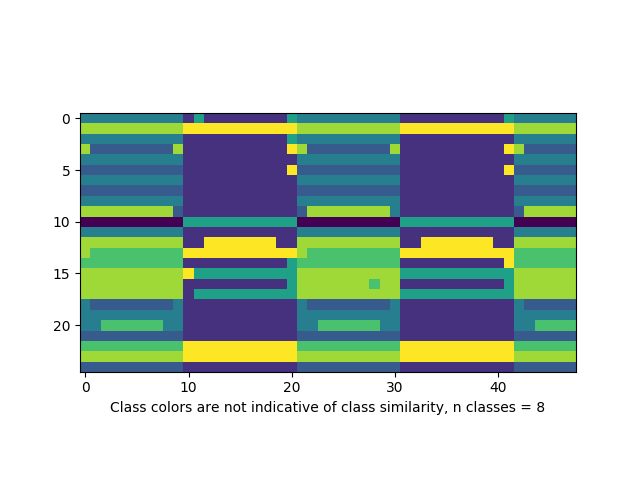 0
5
10
15
20
0 10 20 30 40
Class colors are not indicative of class similarity, n classes = 8